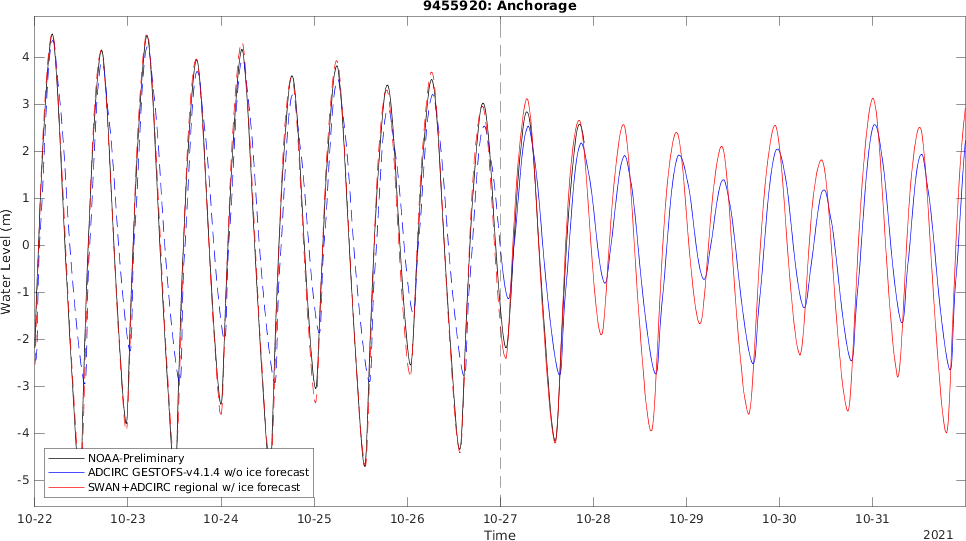 9455920: Anchorage
Water Level (m)
4
3
2
1
0
-1
-2
-3
-4
-5
NOAA-Preliminary
ADCIRC GESTOFS-v4.1.4 w/o ice forecast
SWAN+ADCIRC regional w/ ice forecast
10-22 10-23 10-24 10-25 10-26 10-27 10-28 10-29 10-30 10-31
Time
2021